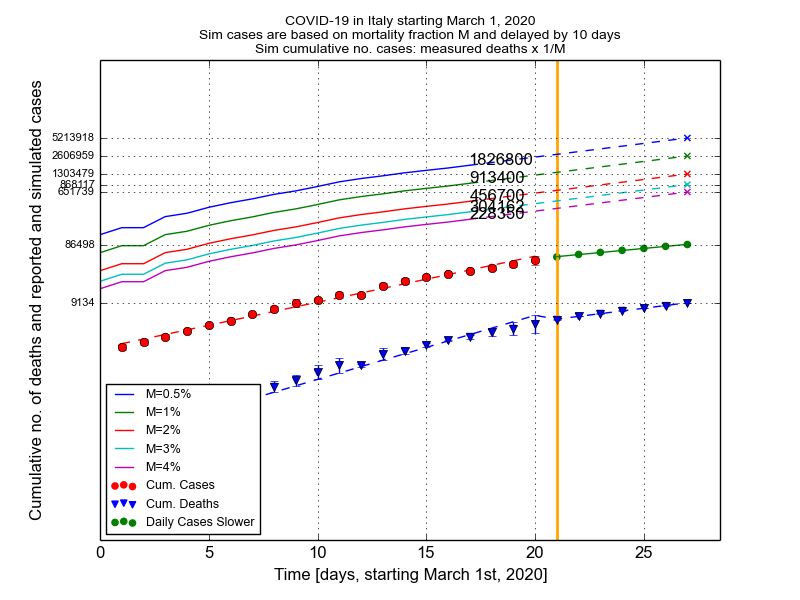 COVID-19 in Italy starting March 1, 2020
Sim cases are based on mortality fraction M and delayed by 10 days
Sim cumulative no. cases: measured deaths x 1/M
Cumulative no. of deaths and reported and simulated cases
5213918
2606959
1303479
868117
651739
86498
9134
1826800
913400
456700
304162
228350
M=0.5%
M=1%
M=2%
M=3%
M=4%
Cum. Cases
Cum. Deaths
Daily Cases Slower
0 5 10 15 20 25
Time [days, starting March 1st, 2020]